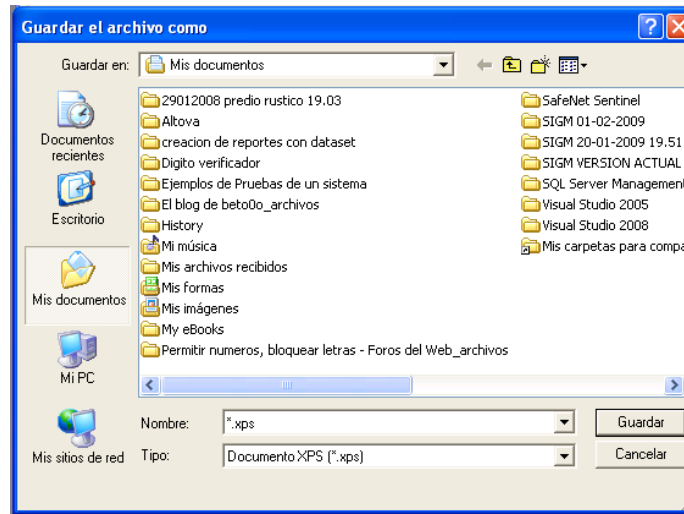 Guardar el archivo como
Guardar en:
Mis documentos
Documentos
recientes
Escritorio
Mis documentos
Mi PC
Mis sitios de red
29012008 predio rustico 19.03
Altova
creacion de reportes con dataset
Digito verificador
Ejemplos de Pruebas de un sistema
El blog de beto0o_archivos
History
Mi música
Mis archivos recibidos
Mis formas
Mis imágenes
My eBooks
Permitir numeros, bloquear letras - Foros del Web_archivos
SafeNet Sentinel
SIGM 01-02-2009
SIGM 20-01-2009 19.51
SIGM VERSION ACTUAL
SQL Server Management
Visual Studio 2005
Visual Studio 2008
Mis carpetas para compa
Nombre:
*.xps
Guardar
Tipo:
Documento XPS (*.xps)
Cancelar